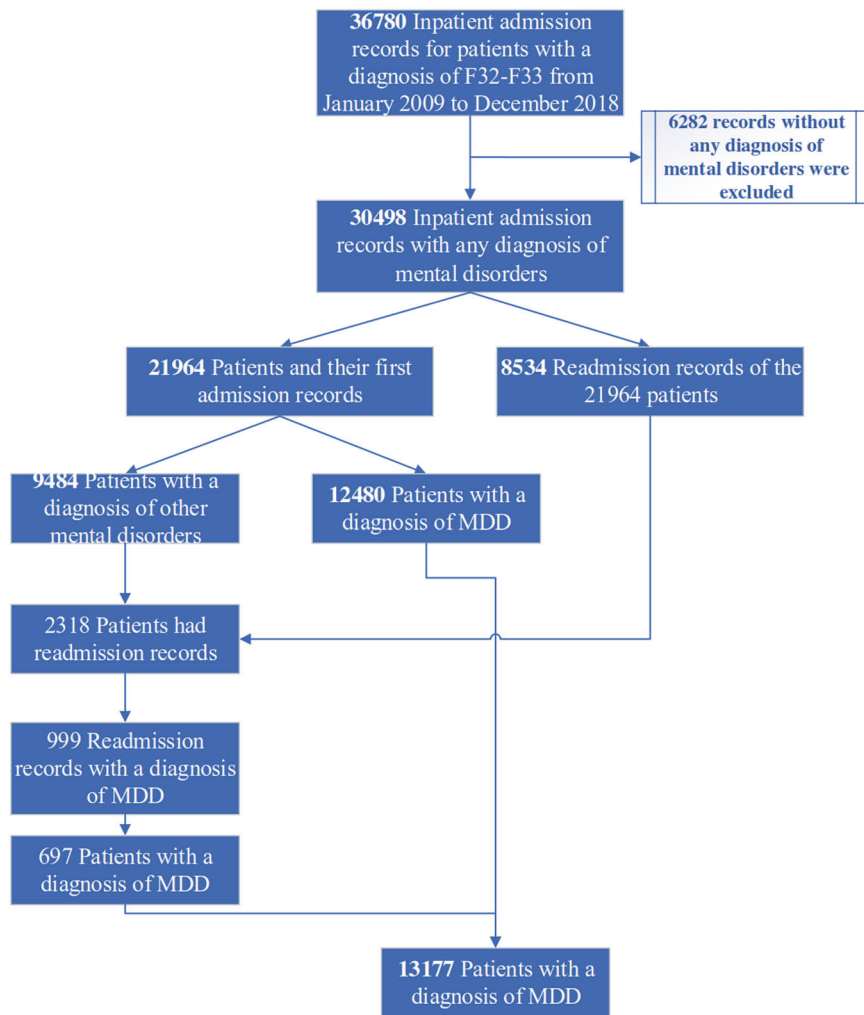 36780 Inpatient admission
records for patients with a
diagnosis of F32-F33 from
January 2009 to December 2018
6282 records without
any diagnosis of
mental disorders were
excluded
30498 Inpatient admission
records with any diagnosis of
mental disorders
21964 Patients and their first
admission records
8534 Readmission records of the
21964 patients
9484 Patients with a
diagnosis of other
mental disorders
12480 Patients with a
diagnosis of MDD
2318 Patients had
readmission records
999 Readmission
records with a diagnosis
of MDD
697 Patients with a
diagnosis of MDD
13177 Patients with a
diagnosis of MDD